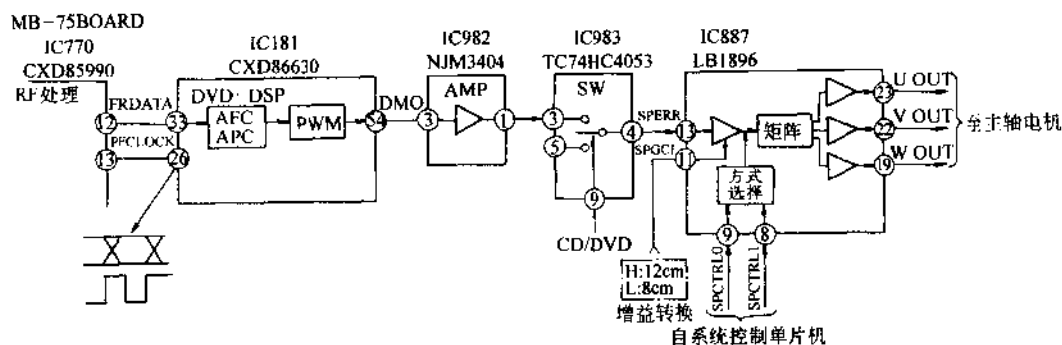 MB-75BOARD
IC770
CXD85990
RF处理
12
13
FRDATA
PFCLOCK
IC181
CXD86630
33
26
DVD·DSP
AFC
APC
PWM
54
DMO
IC982
NJM3404
AMP
3
1
IC983
TC74HC4053
SW
3
5
4
9
CD/DVD
SPERR
SPGCI
IC887
LB1896
13
11
矩阵
方式
选择
9
8
23
22
19
U OUT
V OUT
W OUT
至主轴电机
H:12cm
L:8cm
增益转换
SPCTRL0
SPCTRL1
自系统控制单片机